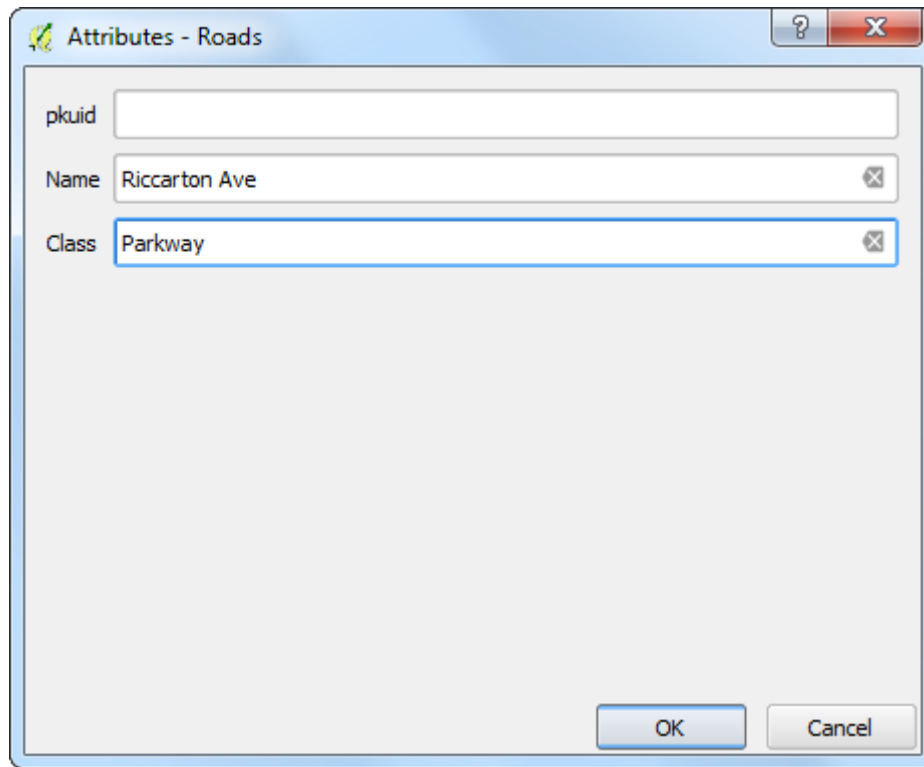 Attributes - Roads
pkuid
Name Riccarton Ave
Class Parkway
OK Cancel